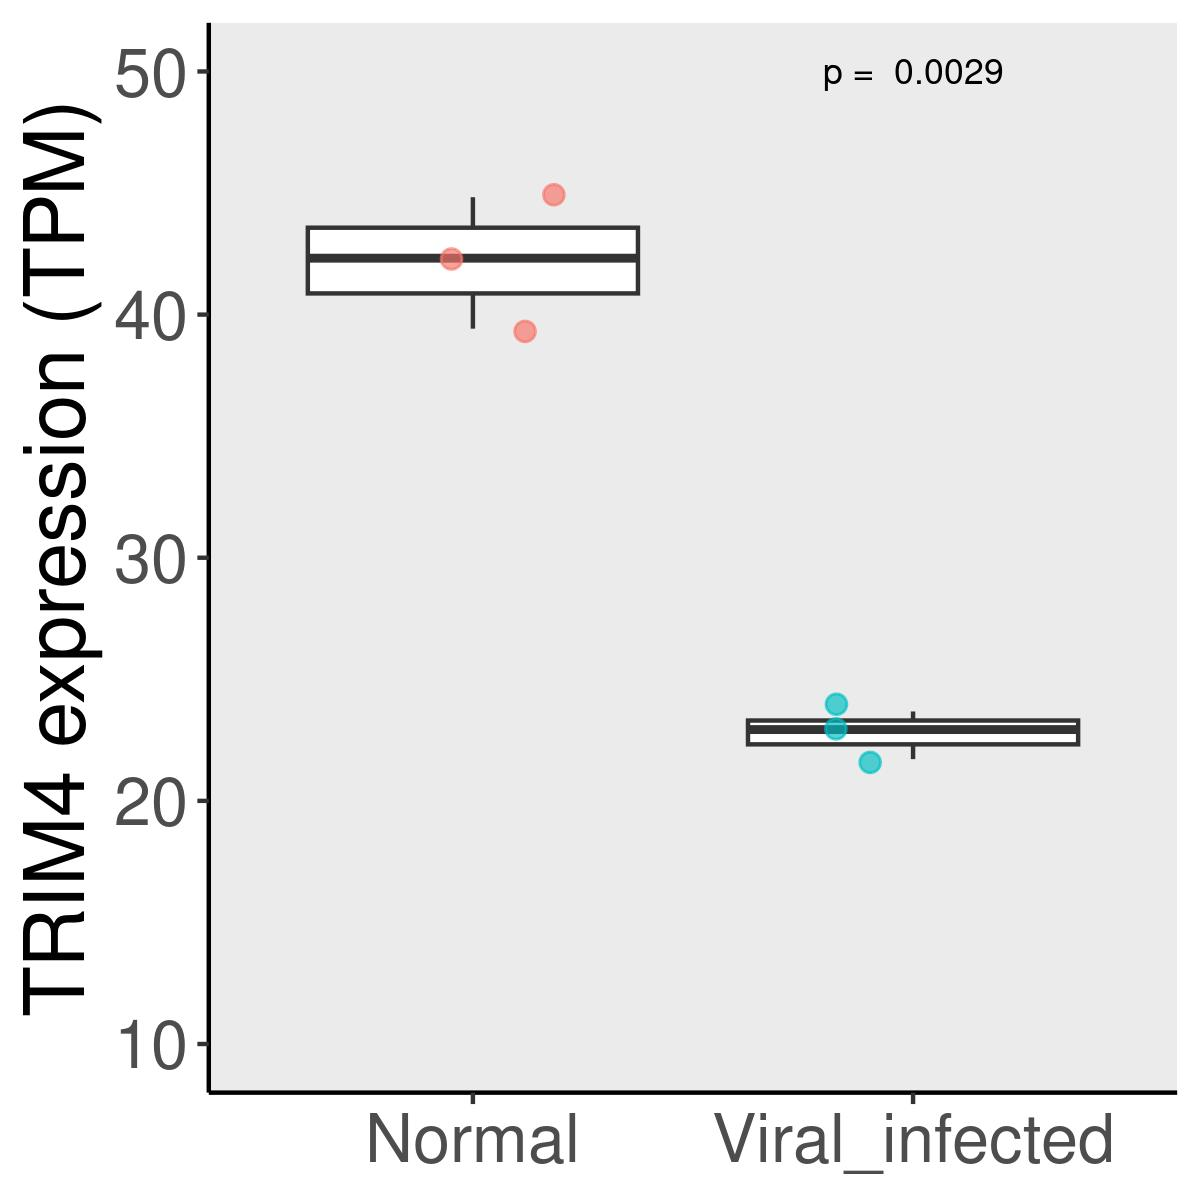 TRIM4 expression (TPM)
50
40
30
20
10
p = 0.0029
Normal
Viral_infected